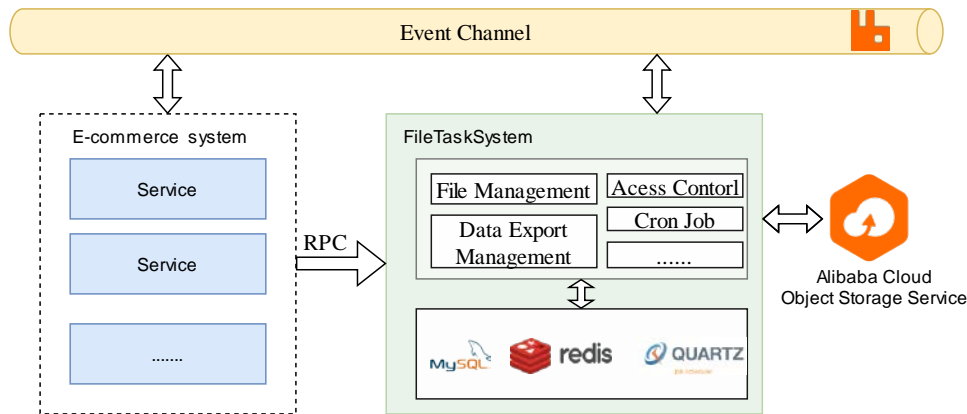 Event Channel
E-commerce system
Service
Service
.......
RPC
FileTaskSystem
File Management
Data Export
Management
Acess Contorl
Cron Job
......
MySQL
redis
QUARTZ
Alibaba Cloud
Object Storage Service